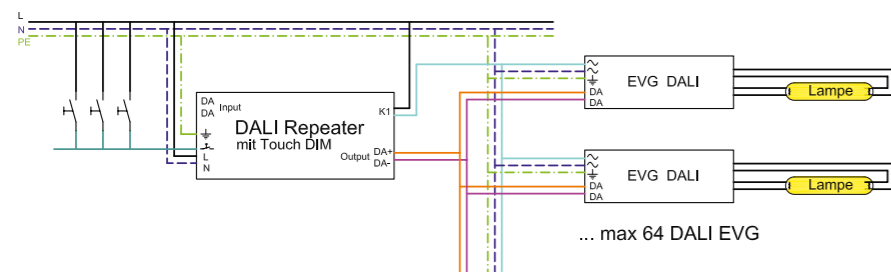 L
N
PE
DA
DA Input
K1
DALI Repeater
mit Touch DIM
L
N
Output DA+
DA-
EVG DALI
DA
DA
Lampe
EVG DALI
DA
DA
Lampe
... max 64 DALI EVG